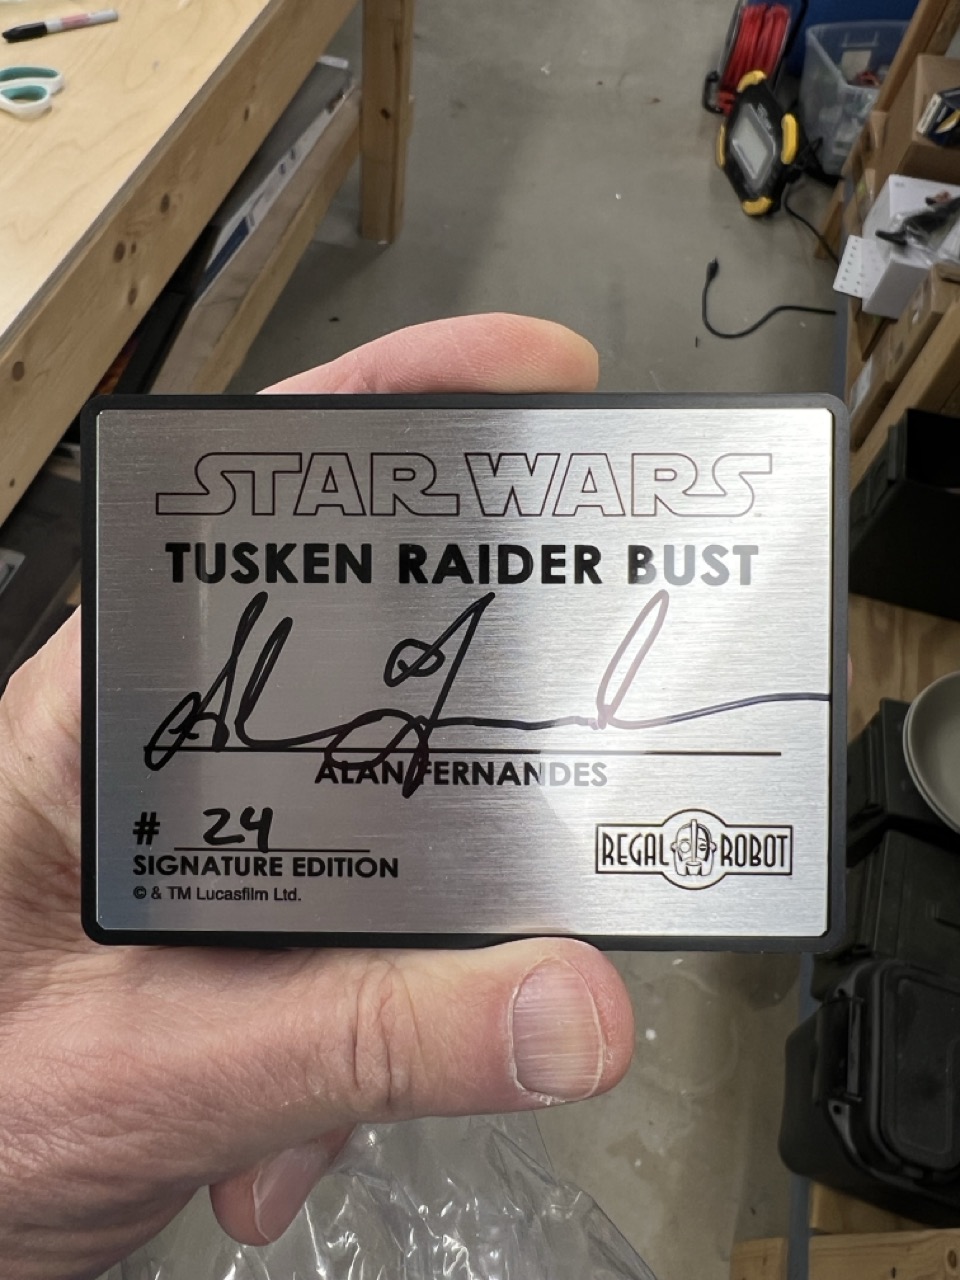 STAR WARS
TUSKEN RAIDER BUST
ALAN FERNANDES
# 24
SIGNATURE EDITION
© & TM Lucasfilm Ltd.
REGAL ROBOT